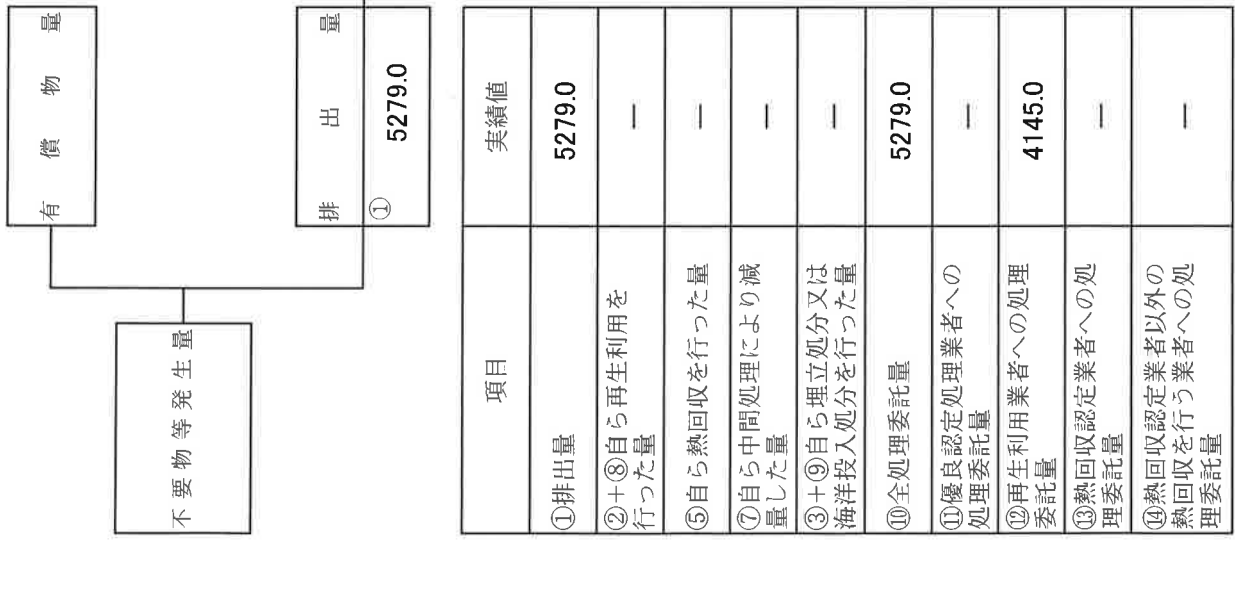 有償物量
不要物等発生量
排出量
①
5279.0
項目
実績値
①排出量
5279.0
②+⑧自ら再生利用を
行った量
―
⑤自ら熱回収を行った量
―
⑦自ら中間処理により減
量した量
―
③+⑨自ら埋立処分又は
海洋投入処分を行った量
―
⑩全処理委託量
5279.0
⑪優良認定処理業者への
処理委託量
―
⑫再生利用業者への処理
委託量
4145.0
⑬熱回収認定業者への処
理委託量
―
⑭熱回収認定業者以外の
熱回収を行う業者への処
理委託量
―